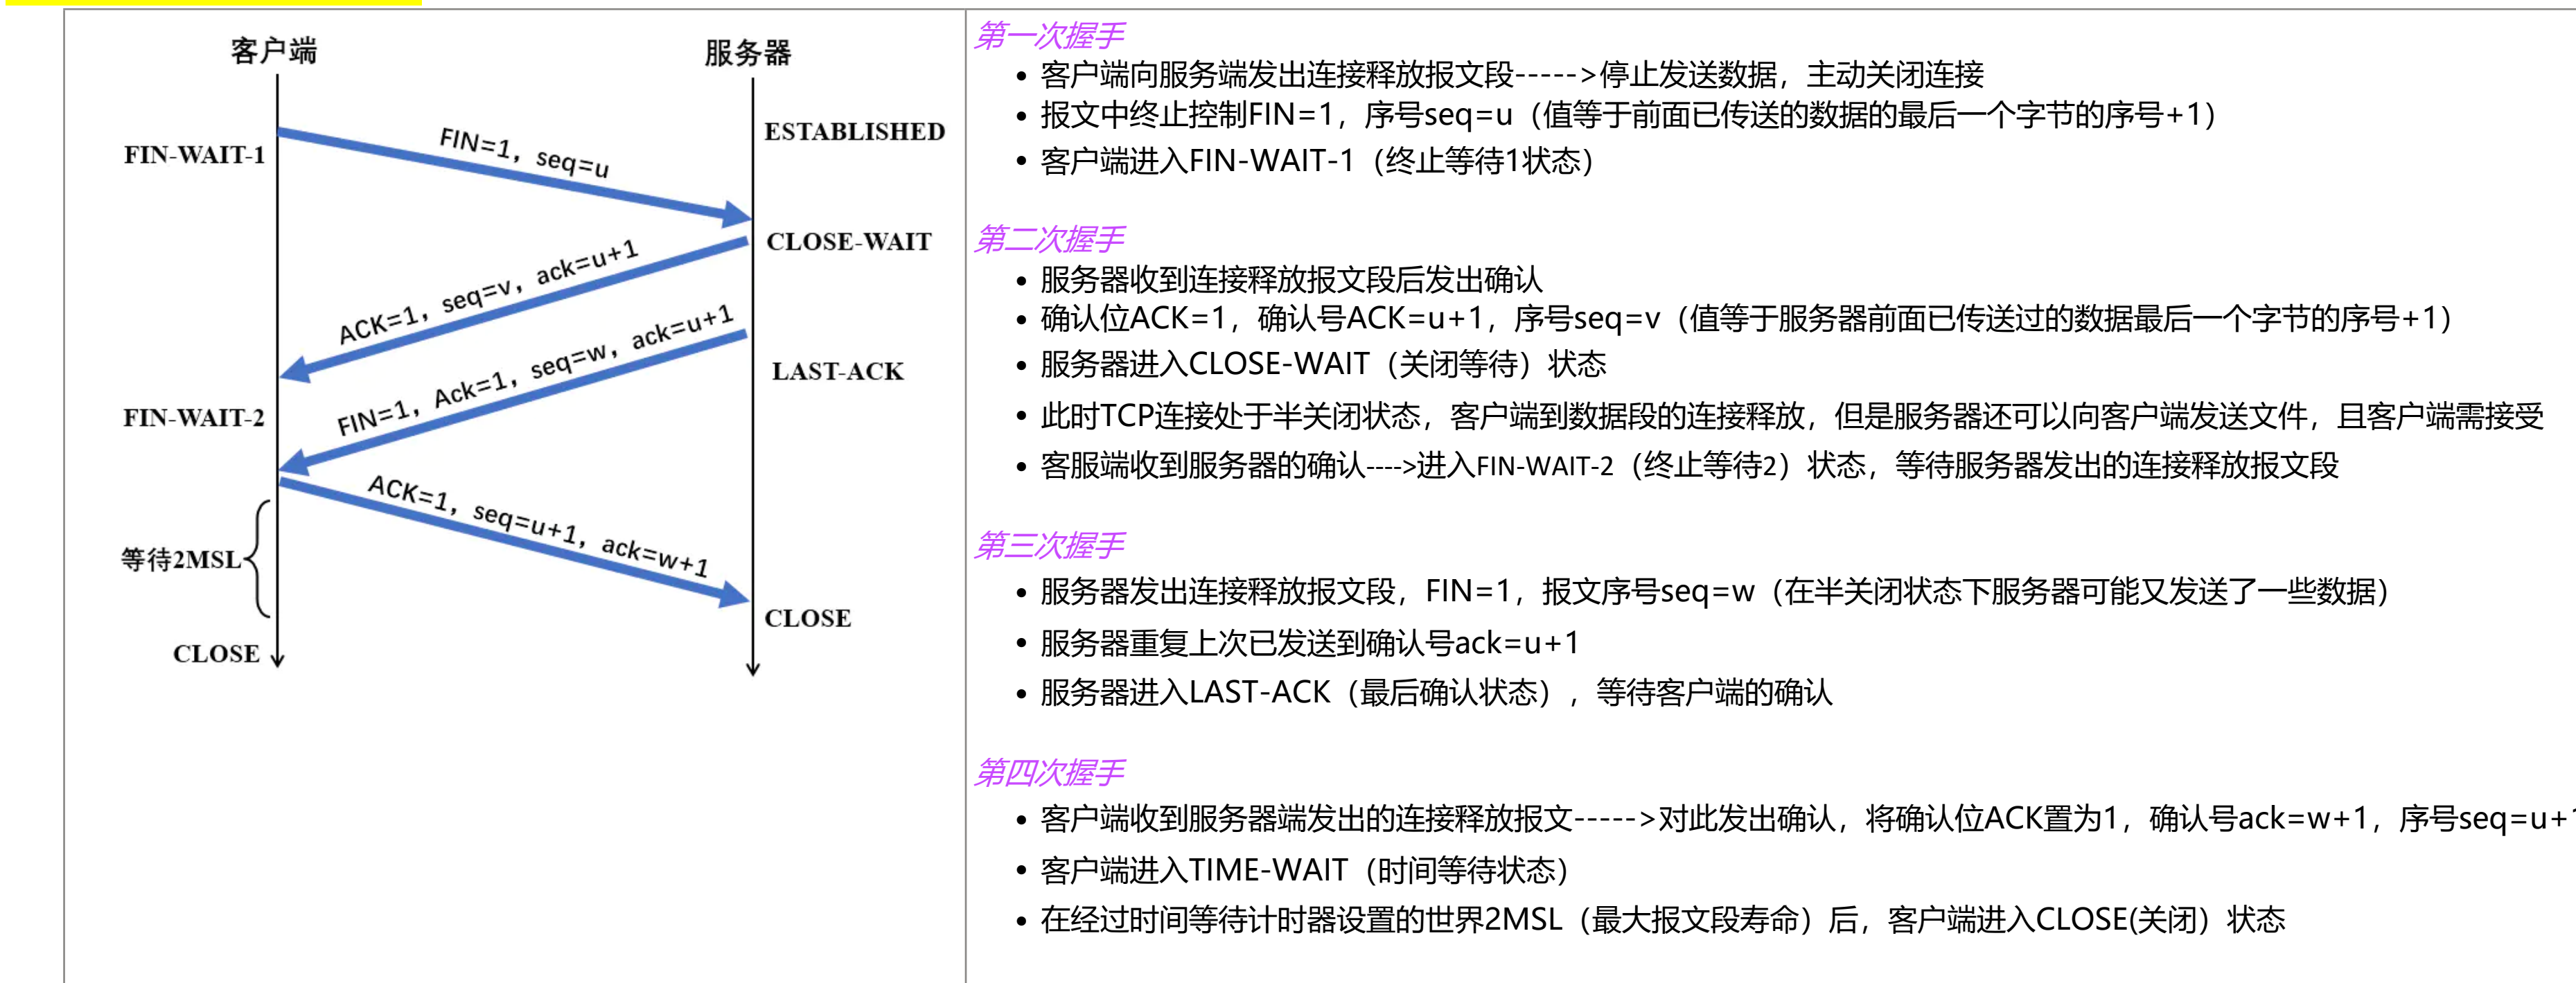 客户端
服务器
ESTABLISHED
FIN-WAIT-1
FIN=1，seq=u
CLOSE-WAIT
ACK=1，seq=v，ack=u+1
FIN=1，Ack=1，seq=w，ack=u+1
LAST-ACK
FIN-WAIT-2
ACK=1，seq=u+1，ack=w+1
等待2MSL
CLOSE
CLOSE
第一次握手
• 客户端向服务端发出连接释放报文段----->停止发送数据，主动关闭连接
• 报文中终止控制FIN=1，序号seq=u（值等于前面已传送的数据的最后一个字节的序号+1）
• 客户端进入FIN-WAIT-1（终止等待1状态）
第二次握手
• 服务器收到连接释放报文段后发出确认
• 确认位ACK=1，确认号ACK=u+1，序号seq=v（值等于服务器前面已传送过的数据最后一个字节的序号+1）
• 服务器进入CLOSE-WAIT（关闭等待）状态
• 此时TCP连接处于半关闭状态，客户端到数据段的连接释放，但是服务器还可以向客户端发送文件，且客户端需接受
• 客服端收到服务器的确认---->进入FIN-WAIT-2（终止等待2）状态，等待服务器发出的连接释放报文段
第三次握手
• 服务器发出连接释放报文段，FIN=1，报文序号seq=w（在半关闭状态下服务器可能又发送了一些数据）
• 服务器重复上次已发送到确认号ack=u+1
• 服务器进入LAST-ACK（最后确认状态），等待客户端的确认
第四次握手
• 客户端收到服务器端发出的连接释放报文----->对此发出确认，将确认位ACK置为1，确认号ack=w+1，序号seq=u+1
• 客户端进入TIME-WAIT（时间等待状态）
• 在经过时间等待计时器设置的世界2MSL（最大报文段寿命）后，客户端进入CLOSE(关闭）状态